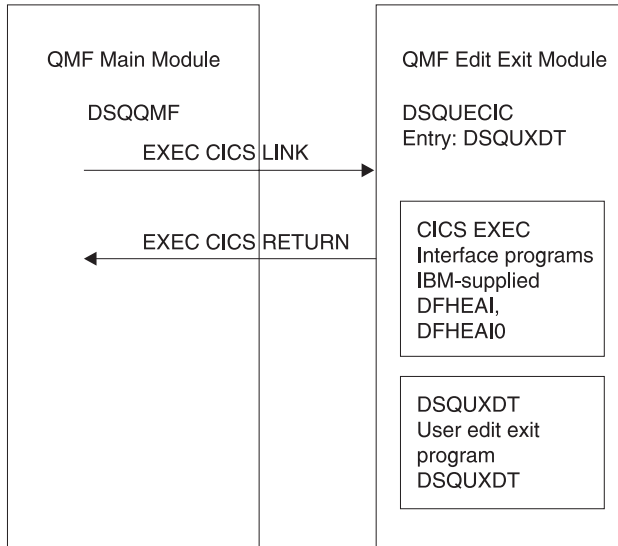 QMF Main Module
DSQQMF
EXEC CICS LINK
EXEC CICS RETURN
QMF Edit Exit Module
DSQUECIC
Entry: DSQUXDT
CICS EXEC
Interface programs
IBM-supplied
DFHEAI,
DFHEAI0
DSQUXDT
User edit exit
program
DSQUXDT